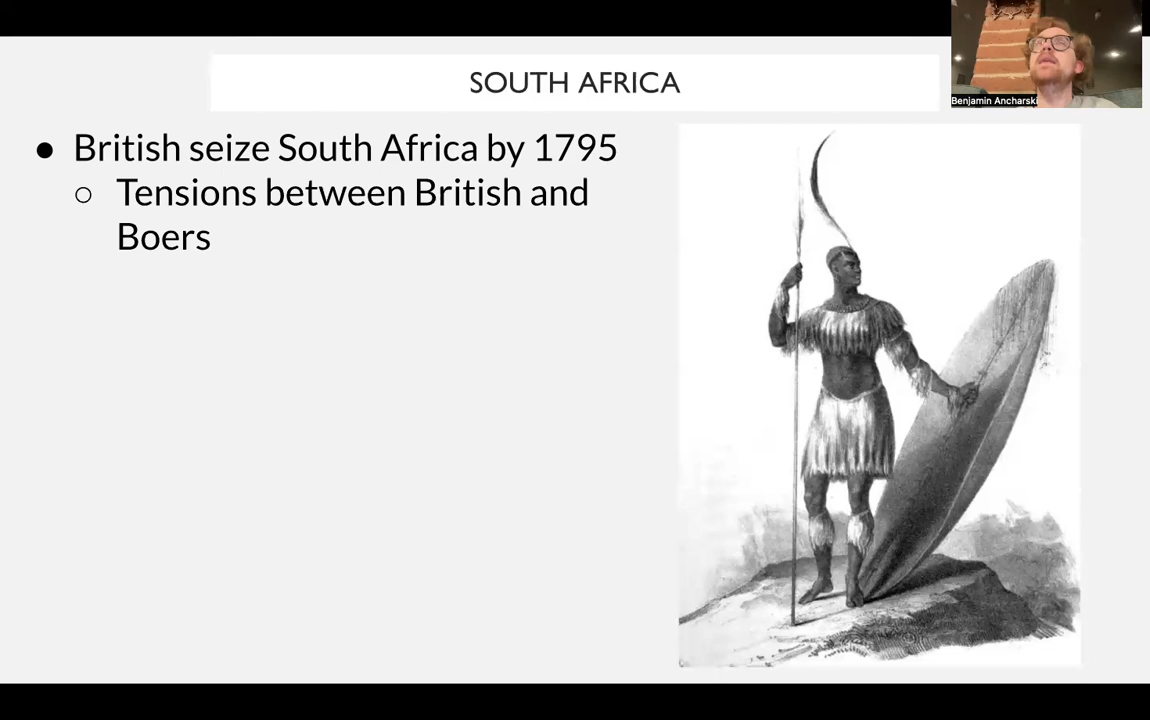 SOUTH AFRICA
Benjamin Ancharski
● British seize South Africa by 1795
○ Tensions between British and
Boers